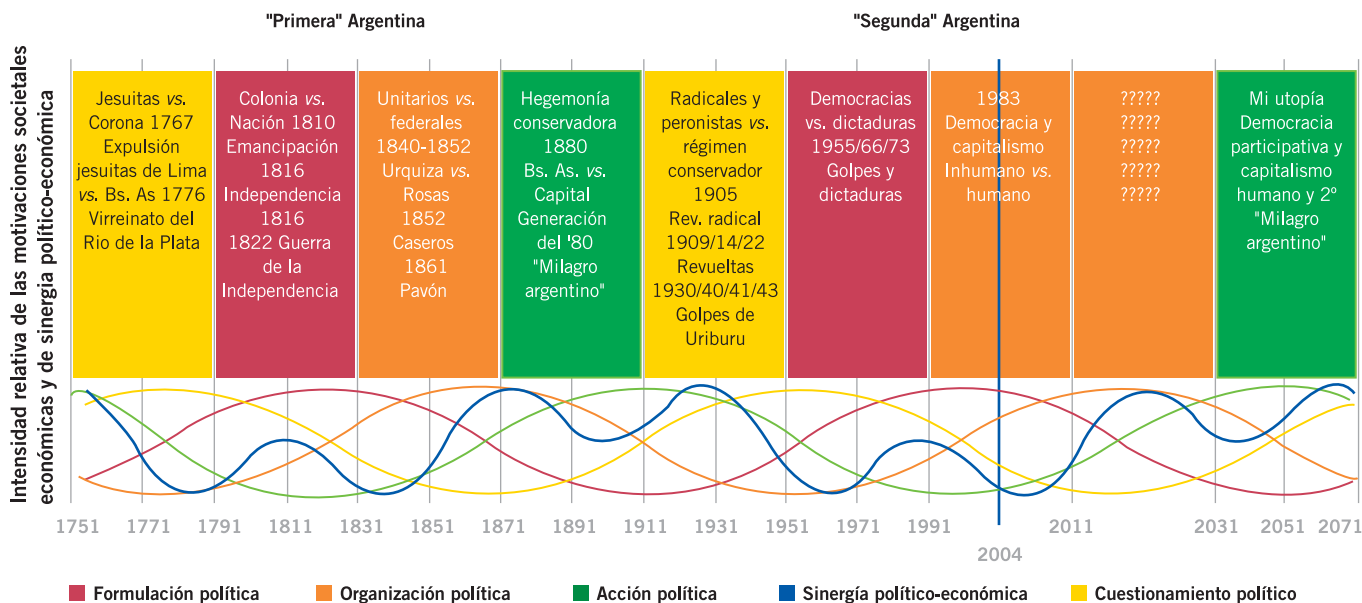 "Primera" Argentina
"Segunda" Argentina
Intensidad relativa de las motivaciones societales
económicas y de sinergia político-económica
Jesuitas vs.
Corona 1767
Expulsión
jesuitas de Lima
vs. Bs. As 1776
Virreinato del
Rio de la Plata
Colonia vs.
Nación 1810
Emancipación
1816
Independencia
1816
1822 Guerra
de la
Independencia
Unitarios vs.
federales
1840-1852
Urquiza vs.
Rosas
1852
Caseros
1861
Pavón
Hegemonía
conservadora
1880
Bs. As. vs.
Capital
Generación
del '80
"Milagro
argentino"
Radicales y
peronistas vs.
régimen
conservador
1905
Rev. radical
1909/14/22
Revueltas
1930/40/41/43
Golpes de
Uriburu
Democracias
vs. dictaduras
1955/66/73
Golpes y
dictaduras
1983
Democracia y
capitalismo
Inhumano vs.
humano
?????
?????
?????
?????
?????
Mi utopía
Democracia
participativa y
capitalismo
humano y 2º
"Milagro
argentino"
1751 1771 1791 1811 1831 1851 1871 1891 1911 1931 1951 1971 1991 2011 2031 2051 2071
2004
Formulación política
Organización política
Acción política
Sinergía político-económica
Cuestionamiento político